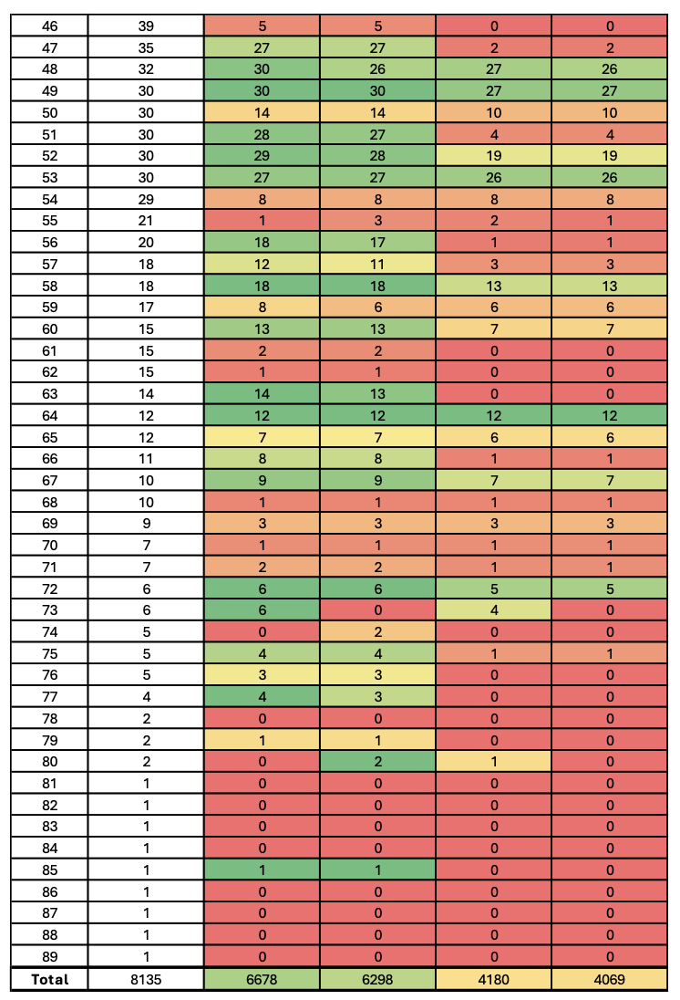 46 39 5 5 0 0
47 35 27 27 2 2
48 32 30 26 27 26
49 30 30 30 27 27
50 30 14 14 10 10
51 30 28 27 4 4
52 30 29 28 19 19
53 30 27 27 26 26
54 29 8 8 8 8
55 21 1 3 2 1
56 20 18 17 1 1
57 18 12 11 3 3
58 18 18 18 13 13
59 17 8 6 6 6
60 15 13 13 7 7
61 15 2 2 0 0
62 15 1 1 0 0
63 14 14 13 0 0
64 12 12 12 12 12
65 12 7 7 6 6
66 11 8 8 1 1
67 10 9 9 7 7
68 10 1 1 1 1
69 9 3 3 3 3
70 7 1 1 1 1
71 7 2 2 1 1
72 6 6 6 5 5
73 6 6 0 4 0
74 5 0 2 0 0
75 5 4 4 1 1
76 5 3 3 0 0
77 4 4 3 0 0
78 2 0 0 0 0
79 2 1 1 0 0
80 2 0 2 1 0
81 1 0 0 0 0
82 1 0 0 0 0
83 1 0 0 0 0
84 1 0 0 0 0
85 1 1 1 0 0
86 1 0 0 0 0
87 1 0 0 0 0
88 1 0 0 0 0
89 1 0 0 0 0
Total 8135 6678 6298 4180 4069